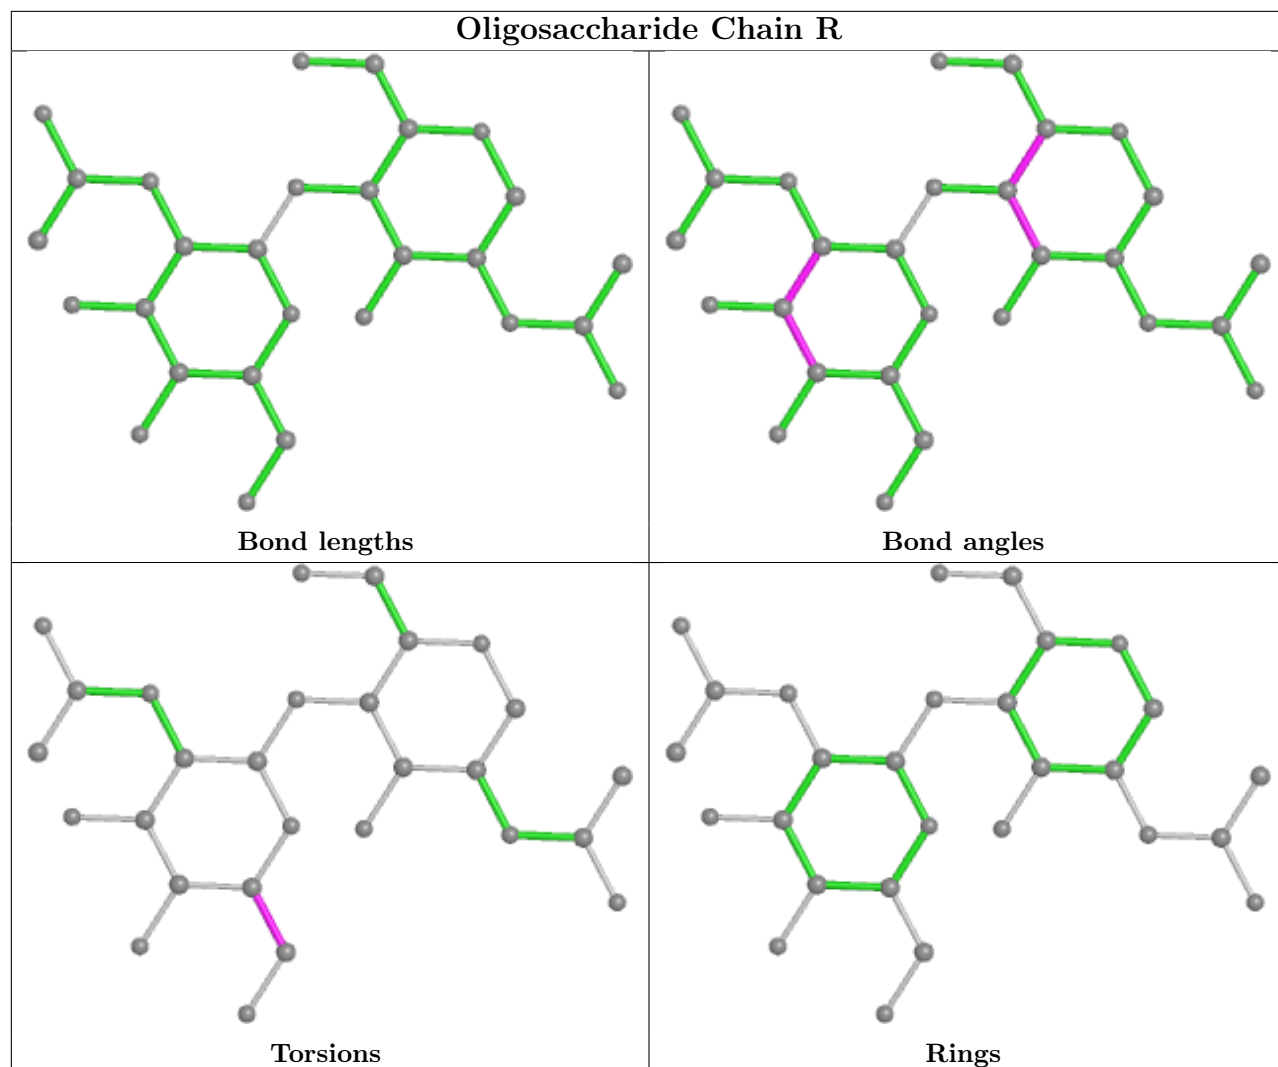 Oligosaccharide Chain R
Bond lengths
Bond angles
Torsions
Rings